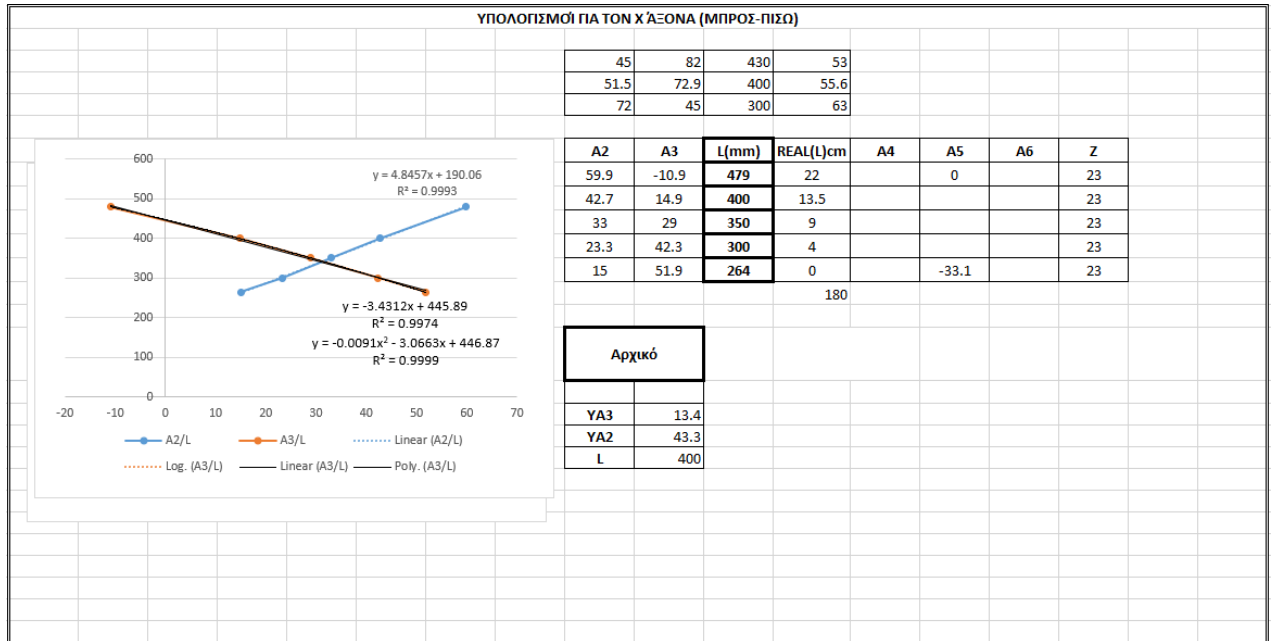 ΥΠΟΛΟΓΙΣΜΟΊ ΓΙΑ ΤΟΝ Χ ΆΞΟΝΑ (ΜΠΡΟΣ-ΠΙΣΩ)
45 82 430 53
51.5 72.9 400 55.6
72 45 300 63
A2 A3 L(mm) REAL(L)cm A4 A5 A6 Z
59.9 -10.9 479 22 0 23
42.7 14.9 400 13.5 23
33 29 350 9 23
23.3 42.3 300 4 23
15 51.9 264 0 -33.1 23
180
Αρχικό
YA3 13.4
YA2 43.3
L 400
600
500
400
300
200
100
0
y = 4.8457x + 190.06
R² = 0.9993
y = -3.4312x + 445.89
R² = 0.9974
y = -0.0091x² - 3.0663x + 446.87
R² = 0.9999
-20 -10 0 10 20 30 40 50 60 70
A2/L A3/L Linear (A2/L)
Log. (A3/L) Linear (A3/L) Poly. (A3/L)